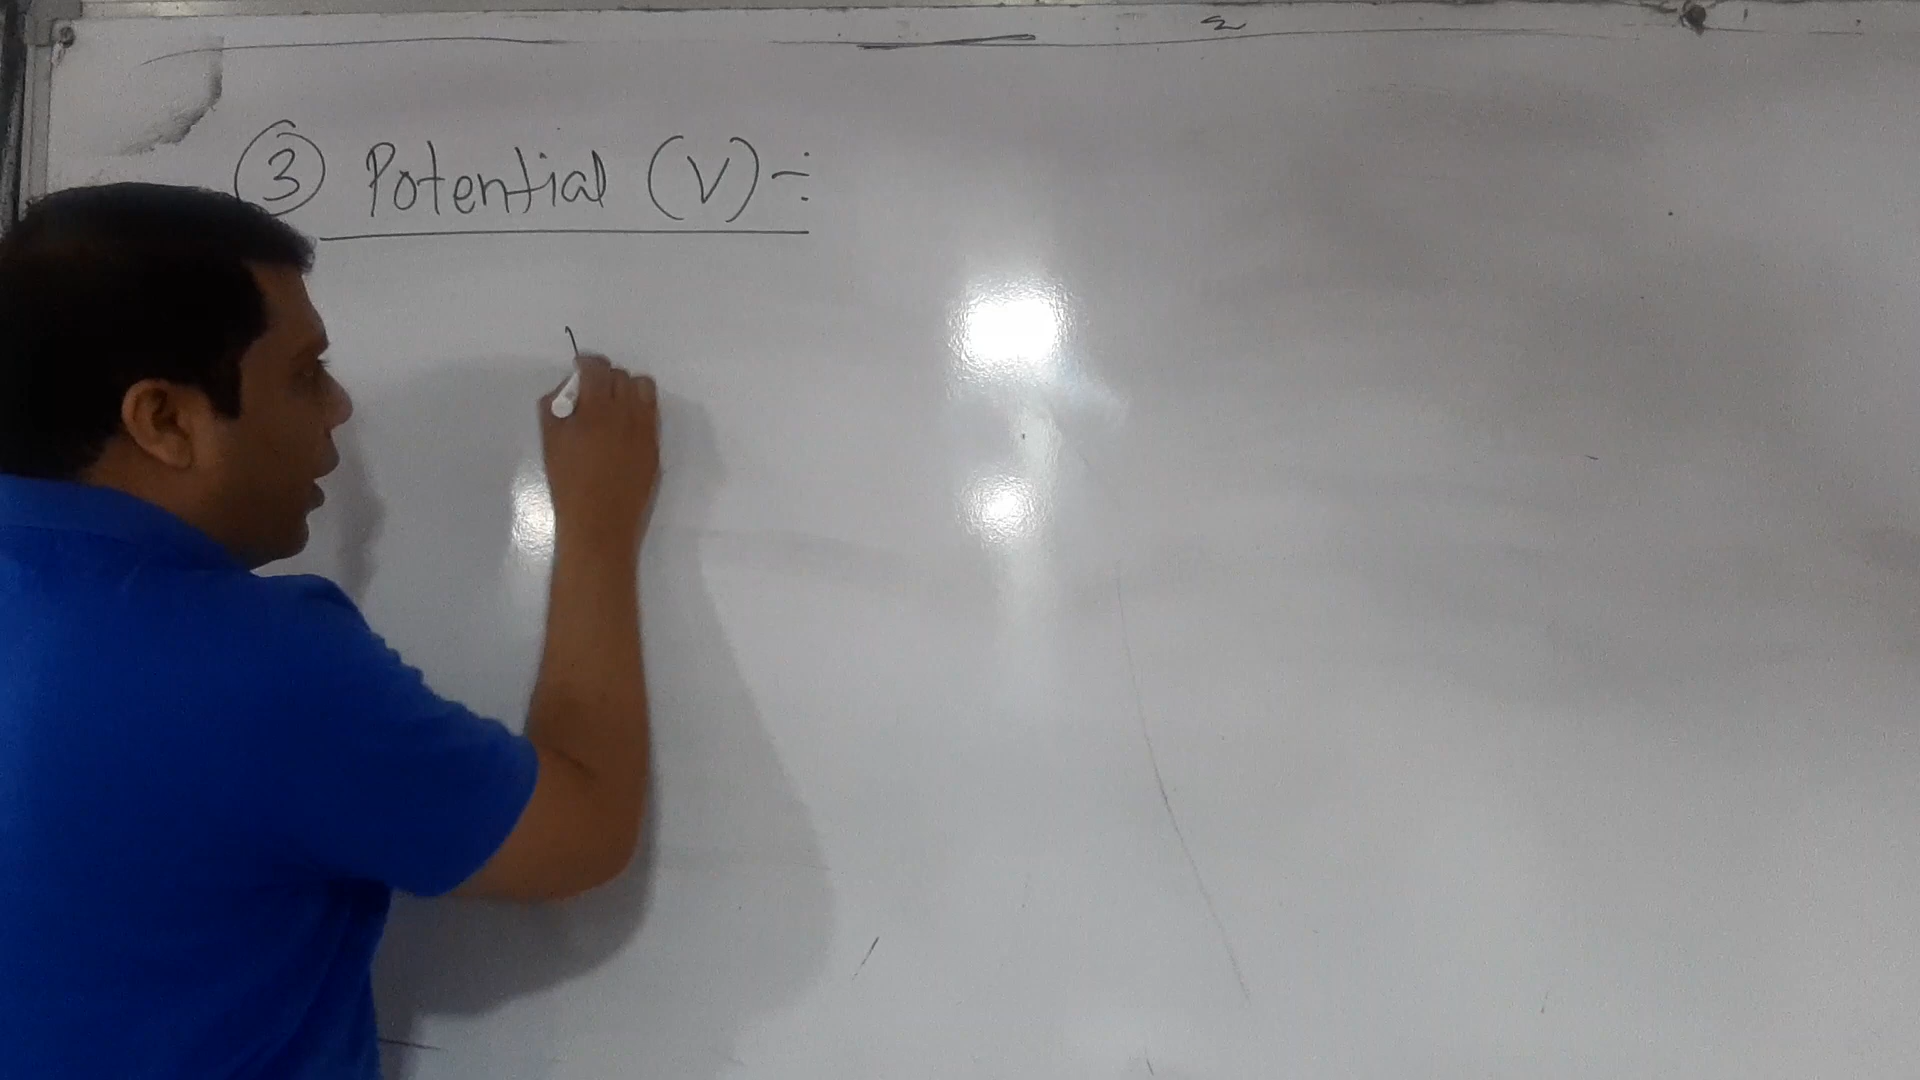 ③ Potential (V) ÷